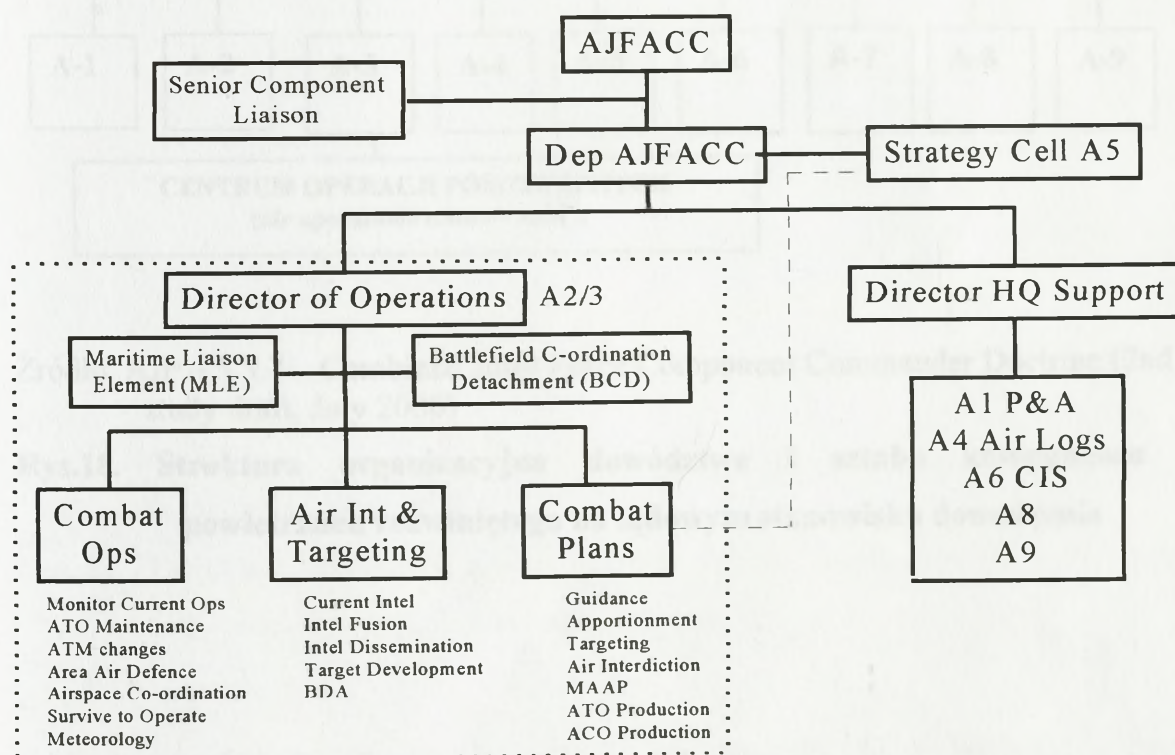 AJFACC
Senior Component
Liaison
Dep AJFACC
Strategy Cell A5
Director of Operations
A2/3
Director HQ Support
Maritime Liaison
Element (MLE)
Battlefield C-ordination
Detachment (BCD)
A1 P&A
A4 Air Logs
A6 CIS
A8
A9
Combat
Ops
Air Int &
Targeting
Combat
Plans
Monitor Current Ops
ATO Maintenance
ATM changes
Area Air Defence
Airspace Co-ordination
Survive to Operate
Meteorology
Current Intel
Intel Fusion
Intel Dissemination
Target Development
BDA
Guidance
Apportionment
Targeting
Air Interdiction
MAAP
ATO Production
ACO Production